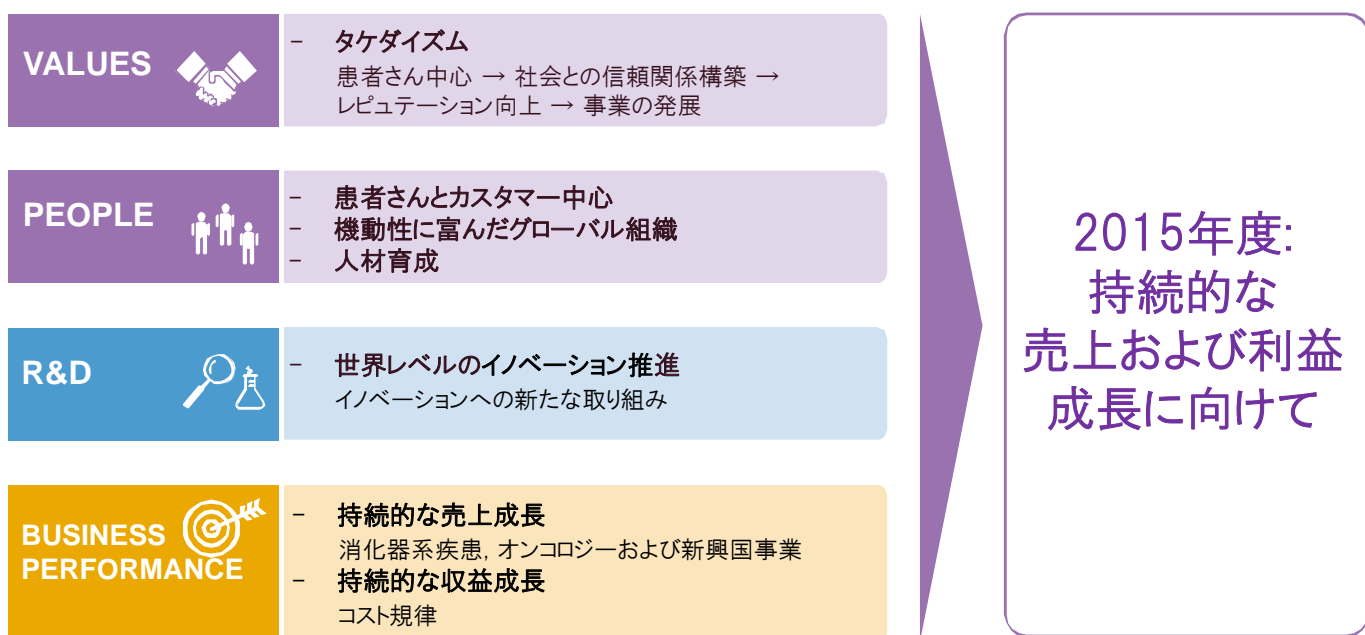 VALUES
- タケダイズム
患者さん中心 → 社会との信頼関係構築 →
レピュテーション向上 → 事業の発展
PEOPLE
- 患者さんとカスタマー中心
- 機動性に富んだグローバル組織
- 人材育成
R&D
- 世界レベルのイノベーション推進
イノベーションへの新たな取り組み
BUSINESS
PERFORMANCE
- 持続的な売上成長
消化器系疾患, オンコロジーおよび新興国事業
- 持続的な収益成長
コスト規律
2015年度:
持続的な
売上および利益
成長に向けて